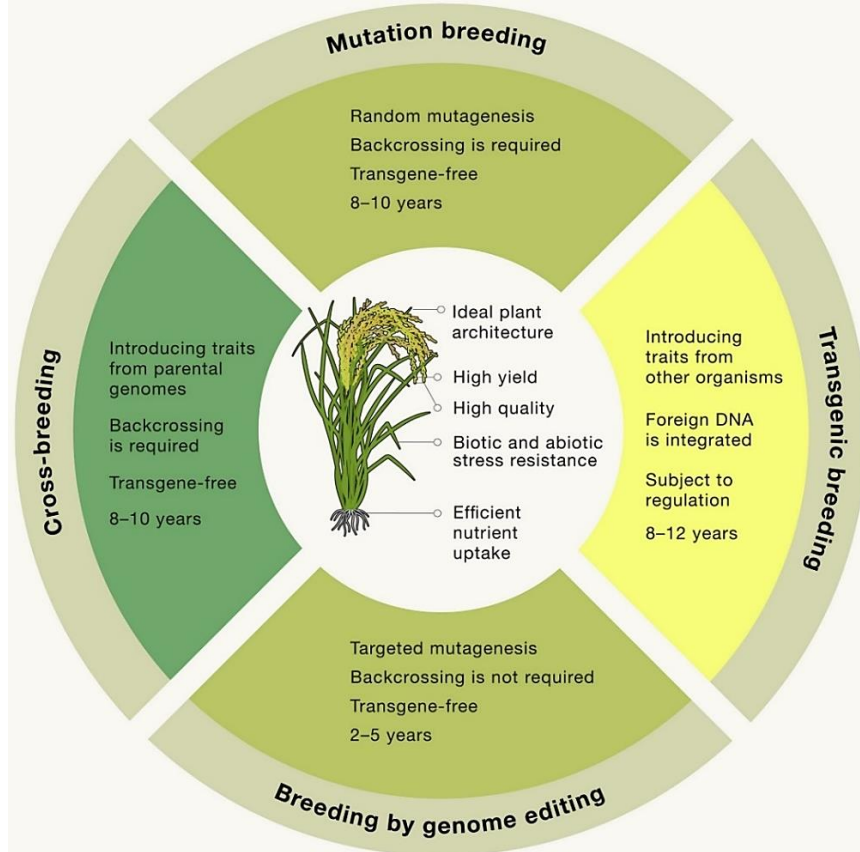 Mutation breeding
Random mutagenesis
Backcrossing is required
Transgene-free
8–10 years
Cross-breeding
Introducing traits
from parental
genomes
Backcrossing
is required
Transgene-free
8–10 years
Ideal plant
architecture
High yield
High quality
Biotic and abiotic
stress resistance
Efficient
nutrient
uptake
Transgenic breeding
Introducing
traits from
other organisms
Foreign DNA
is integrated
Subject to
regulation
8–12 years
Targeted mutagenesis
Backcrossing is not required
Transgene-free
2–5 years
Breeding by genome editing